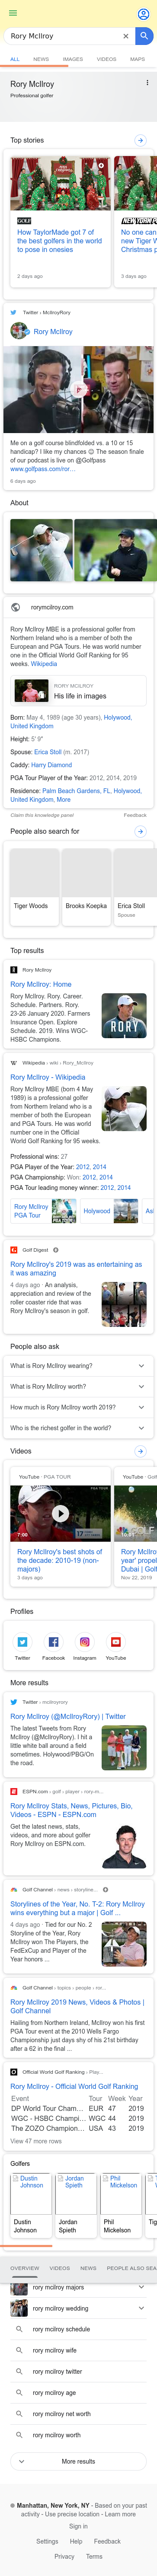 Rory McIlroy
ALL NEWS IMAGES VIDEOS MAPS
Rory McIlroy
Professional golfer
Top stories
GOLF
How TaylorMade got 7 of
the best golfers in the world
to pose in onesies
2 days ago
No one can
new Tiger W
Christmas p
3 days ago
Twitter › McIlroyRory
Rory McIlroy
Me on a golf course blindfolded vs. a 10 or 15
handicap? I like my chances 😉 The season finale
of our podcast is live on @Golfpass
www.golfpass.com/ror…
6 days ago
About
rorymcilroy.com
Rory McIlroy MBE is a professional golfer
from Northern Ireland who is a member of
both the European and PGA Tours. He was
world number one in the Official World
Golf Ranking for 95
weeks. Wikipedia
RORY MCILROY
His life in images
Born: May 4, 1989 (age 30 years), Holywood,
United Kingdom
Height: 5′ 9″
Spouse: Erica Stoll (m. 2017)
Caddy: Harry Diamond
PGA Tour Player of the Year: 2012, 2014, 2019
Residence: Palm Beach Gardens, FL, Holywood,
United Kingdom, More
Claim this knowledge panel
Feedback
People also search for
Tiger Woods
Brooks Koepka
Erica Stoll
Spouse
Top results
Rory McIlroy
Rory McIlroy: Home
Rory McIlroy. Rory. Career.
Schedule. Partners. Rory.
23-26 January 2020. Farmers
Insurance Open. Explore
Schedule. 2019. Wins WGC-
HSBC Champions.
RORY
Wikipedia › wiki › Rory_McIlroy
Rory McIlroy - Wikipedia
Rory McIlroy MBE (born 4 May
1989) is a professional golfer
from Northern Ireland who is a
member of both the European
and PGA Tours. He was world
number one in the Official
World Golf Ranking for 95 weeks.
Professional wins: 27
PGA Player of the Year: 2012, 2014
PGA Championship: Won: 2012, 2014
PGA Tour leading money winner: 2012, 2014
Rory McIlroy
PGA Tour
Holywood
Golf Digest
Rory McIlroy's 2019 was as entertaining as
it was amazing
4 days ago · An analysis,
appreciation and review of the
roller coaster ride that was
Rory McIlroy's season in golf.
People also ask
What is Rory McIlroy wearing?
What is Rory McIlroy worth?
How much is Rory McIlroy worth 2019?
Who is the richest golfer in the world?
Videos
YouTube · PGA TOUR
7:06
Rory McIlroy's best shots of
the decade: 2010-19 (non-
majors)
3 days ago
YouTube · Golf
Rory McIlro
year' propel
Dubai | Golf
Nov 22, 2019
Profiles
Twitter
Facebook
Instagram
YouTube
More results
Twitter › mcilroyrory
Rory McIlroy (@McIlroyRory) | Twitter
The latest Tweets from Rory
McIlroy (@McIlroyRory). I hit a
little white ball around a field
sometimes. Holywood/PBG/On
the road.
ESPN.com › golf › player › rory-m...
Rory McIlroy Stats, News, Pictures, Bio,
Videos - ESPN - ESPN.com
Get the latest news, stats,
videos, and more about golfer
Rory McIlroy on ESPN.com.
Golf Channel › news › storyline...
Storylines of the Year, No. T-2: Rory McIlroy
wins everything but a major | Golf ...
4 days ago · Tied for our No. 2
Storyline of the Year, Rory
McIlroy won The Players, the
FedExCup and Player of the
Year honors ...
Golf Channel › topics › people › ror...
Rory McIlroy 2019 News, Videos & Photos |
Golf Channel
Hailing from Northern Ireland, McIlroy won his first
PGA Tour event at the 2010 Wells Fargo
Championship just days shy of his 21st birthday
after a 62 in the final ...
Official World Golf Ranking › Play...
Rory McIlroy - Official World Golf Ranking
Event Tour Week Year
DP World Tour Cham... EUR 47 2019
WGC - HSBC Champi... WGC 44 2019
The ZOZO Champion... USA 43 2019
View 47 more rows
Golfers
Dustin
Johnson
Dustin
Johnson
Jordan
Spieth
Jordan
Spieth
Phil
Mickelson
Phil
Mickelson
Tig
OVERVIEW VIDEOS NEWS PEOPLE ALSO SEA
rory mcilroy majors
rory mcilroy wedding
rory mcilroy schedule
rory mcilroy wife
rory mcilroy twitter
rory mcilroy age
rory mcilroy net worth
rory mcilroy worth
More results
Manhattan, New York, NY - Based on your past
activity - Use precise location - Learn more
Sign in
Settings Help Feedback
Privacy Terms